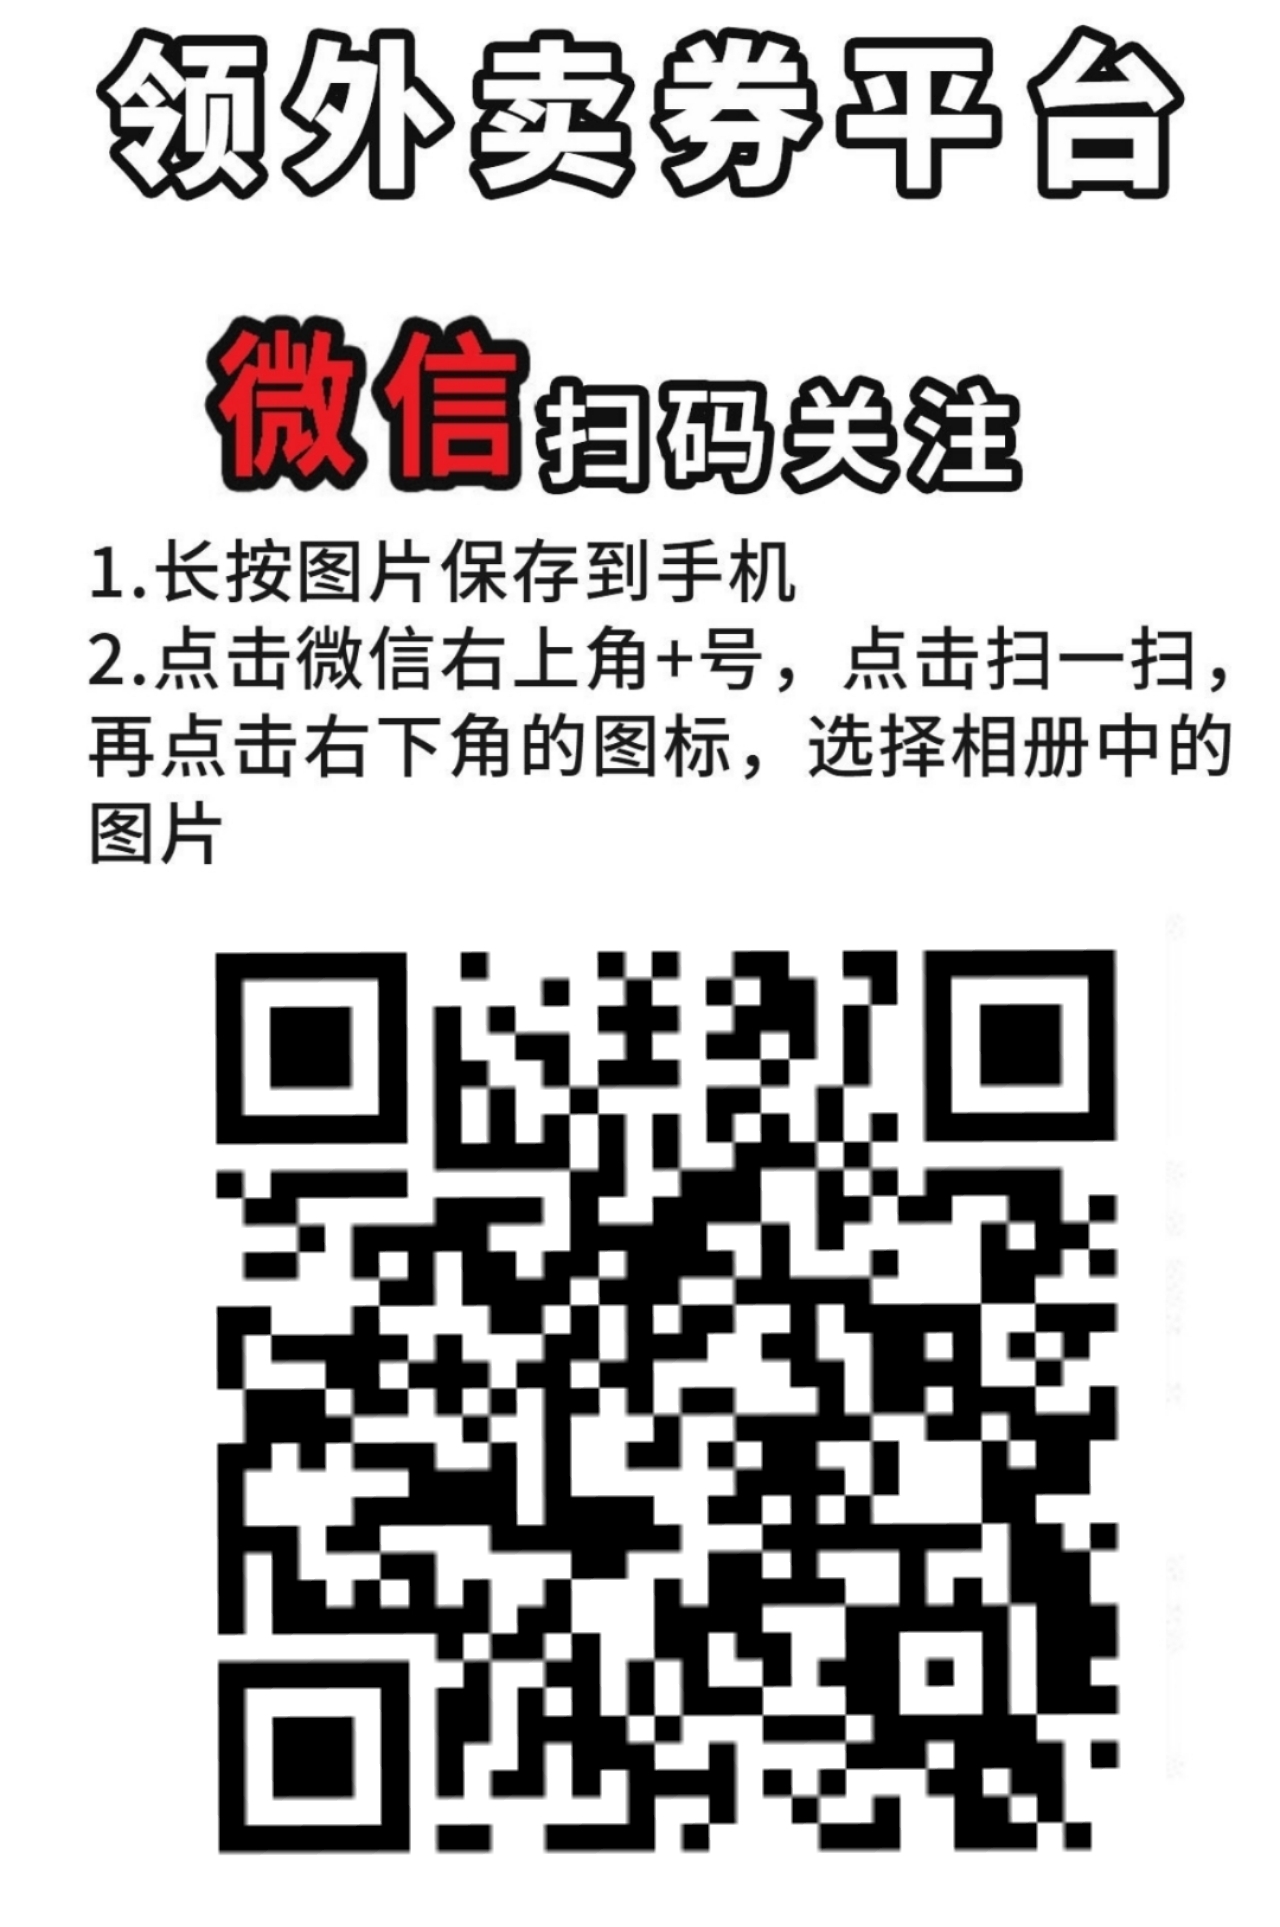 领外卖券平台
微信扫码关注
1.长按图片保存到手机
2.点击微信右上角+号，点击扫一扫，
再点击右下角的图标，选择相册中的
图片